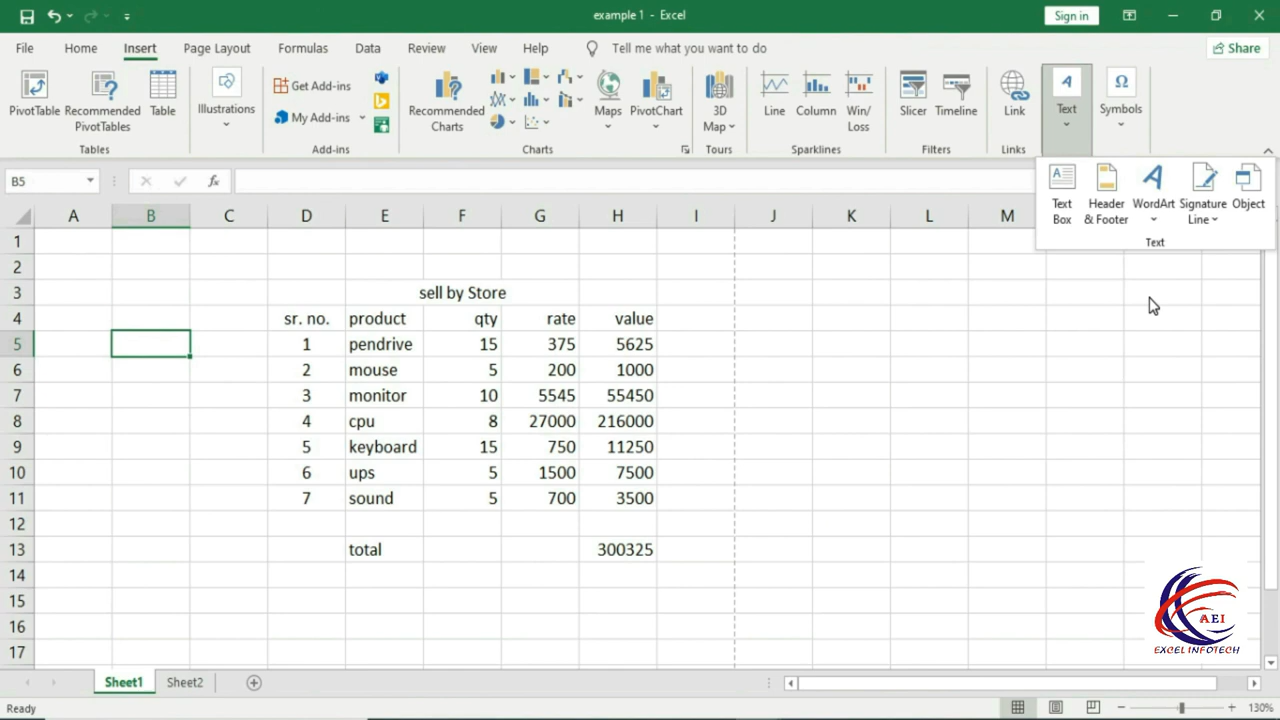 example 1 - Excel
Sign in
File Home Insert Page Layout Formulas Data Review View Help Tell me what you want to do Share
PivotTable Recommended PivotTables Table Illustrations Get Add-ins My Add-ins Recommended Charts Maps PivotChart 3D Map Line Column Win/Loss Slicer Timeline Link Text Symbols
Tables Add-ins Charts Tours Sparklines Filters Links
B5 fx
Text Box Header & Footer WordArt Signature Line Object
Text
A B C D E F G H I J K L M
1
2
3 sell by Store
4 sr. no. product qty rate value
5 1 pendrive 15 375 5625
6 2 mouse 5 200 1000
7 3 monitor 10 5545 55450
8 4 cpu 8 27000 216000
9 5 keyboard 15 750 11250
10 6 ups 5 1500 7500
11 7 sound 5 700 3500
12
13 total 300325
14
15
16
17
AEI
EXCEL INFOTECH
Sheet1 Sheet2
Ready 130%